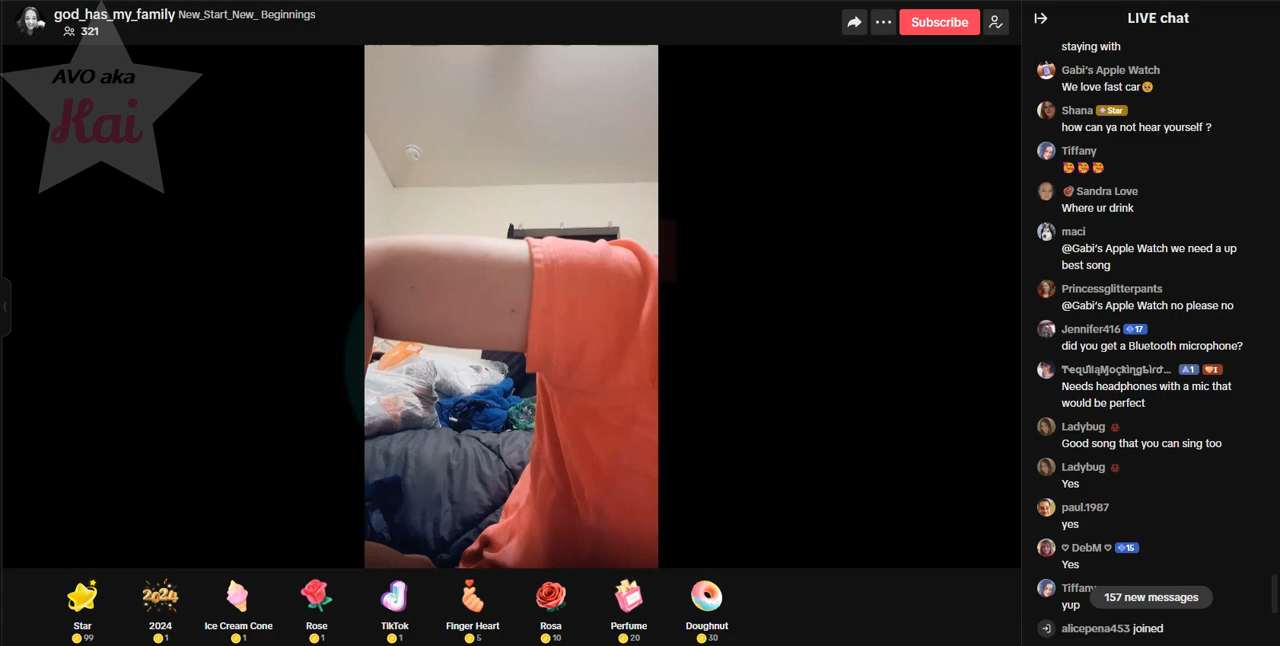 god_has_my_family New_Start_New_ Beginnings
321
Subscribe
AVO aka
Kai
LIVE chat
staying with
Gabi's Apple Watch
We love fast car🥹
Shana Star
how can ya not hear yourself ?
Tiffany
🥰🥰🥰
Sandra Love
Where ur drink
maci
@Gabi's Apple Watch we need a up
best song
Princessglitterpants
@Gabi's Apple Watch no please no
Jennifer416 17
did you get a Bluetooth microphone?
1 1
Needs headphones with a mic that
would be perfect
Ladybug
Good song that you can sing too
Ladybug
Yes
paul.1987
yes
♡ DebM ♡ 15
Yes
Tiffany
yup
157 new messages
alicepena453 joined
Star
99
2024
1
Ice Cream Cone
1
Rose
1
TikTok
1
Finger Heart
5
Rosa
10
Perfume
20
Doughnut
30